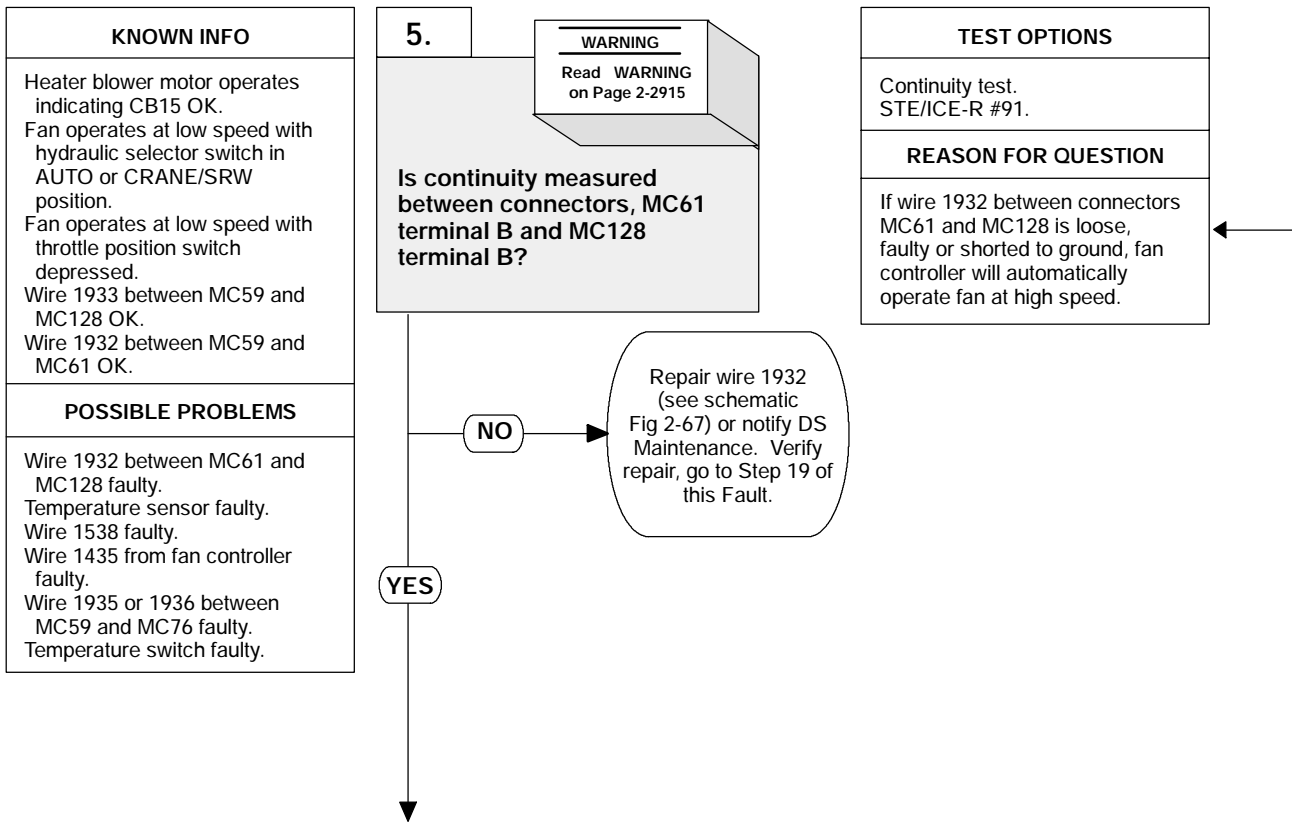 KNOWN INFO
Heater blower motor operates
indicating CB15 OK.
Fan operates at low speed with
hydraulic selector switch in
AUTO or CRANE/SRW
position.
Fan operates at low speed with
throttle position switch
depressed.
Wire 1933 between MC59 and
MC128 OK.
Wire 1932 between MC59 and
MC61 OK.
POSSIBLE PROBLEMS
Wire 1932 between MC61 and
MC128 faulty.
Temperature sensor faulty.
Wire 1538 faulty.
Wire 1435 from fan controller
faulty.
Wire 1935 or 1936 between
MC59 and MC76 faulty.
Temperature switch faulty.
5.
WARNING
Read WARNING
on Page 2-2915
Is continuity measured
between connectors, MC61
terminal B and MC128
terminal B?
NO
Repair wire 1932
(see schematic
Fig 2-67) or notify DS
Maintenance. Verify
repair, go to Step 19 of
this Fault.
YES
TEST OPTIONS
Continuity test.
STE/ICE-R #91.
REASON FOR QUESTION
If wire 1932 between connectors
MC61 and MC128 is loose,
faulty or shorted to ground, fan
controller will automatically
operate fan at high speed.